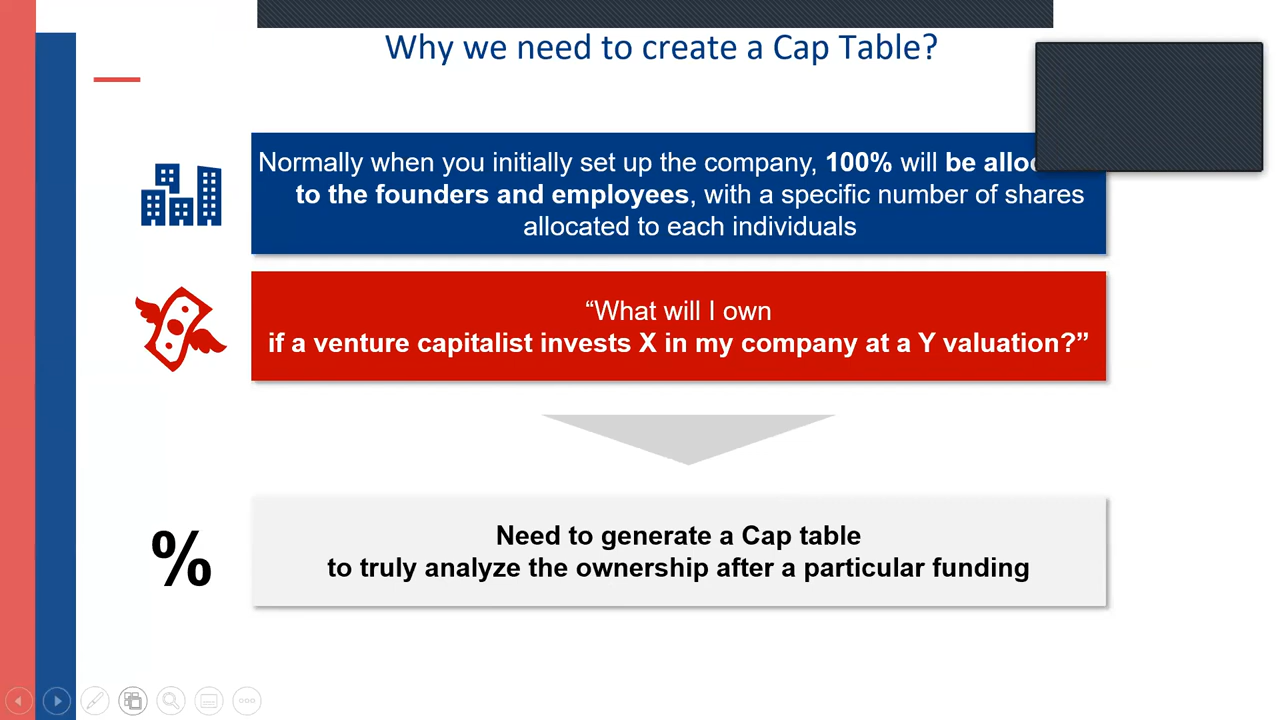 Why we need to create a Cap Table?
Normally when you initially set up the company, 100% will be
to the founders and employees, with a specific number of shares
allocated to each individuals
“What will I own
if a venture capitalist invests X in my company at a Y valuation?”
%
Need to generate a Cap table
to truly analyze the ownership after a particular funding